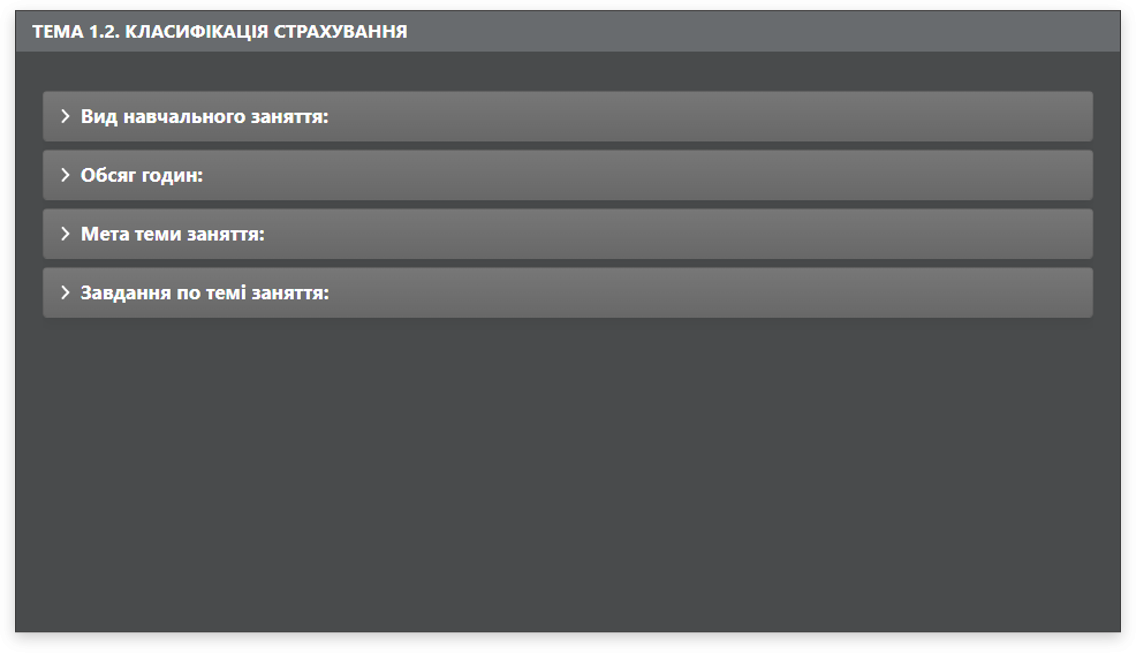 ТЕМА 1.2. КЛАСИФІКАЦІЯ СТРАХУВАННЯ
Вид навчального заняття:
Обсяг годин:
Мета теми заняття:
Завдання по темі заняття: